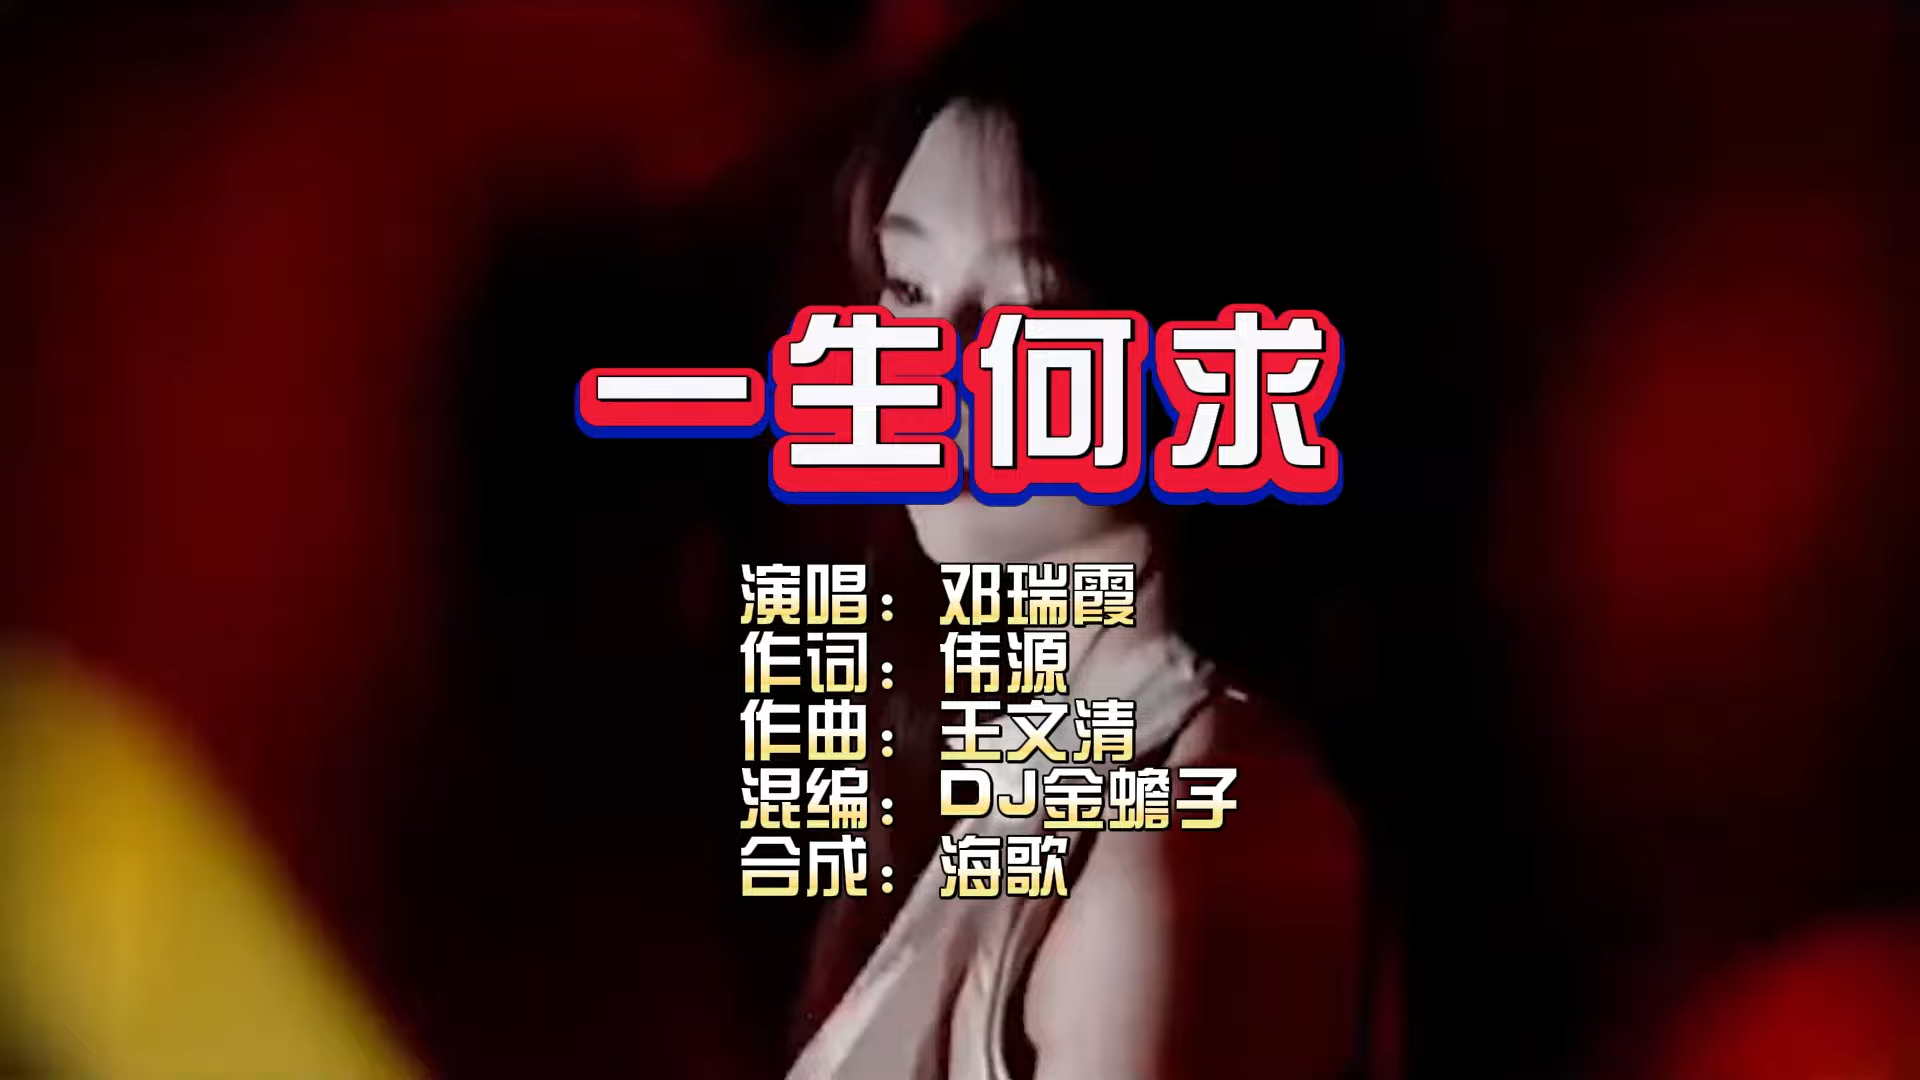 一生何求
演唱：邓瑞霞
作词：伟源
作曲：王文清
混编：DJ金蟾子
合成：海歌